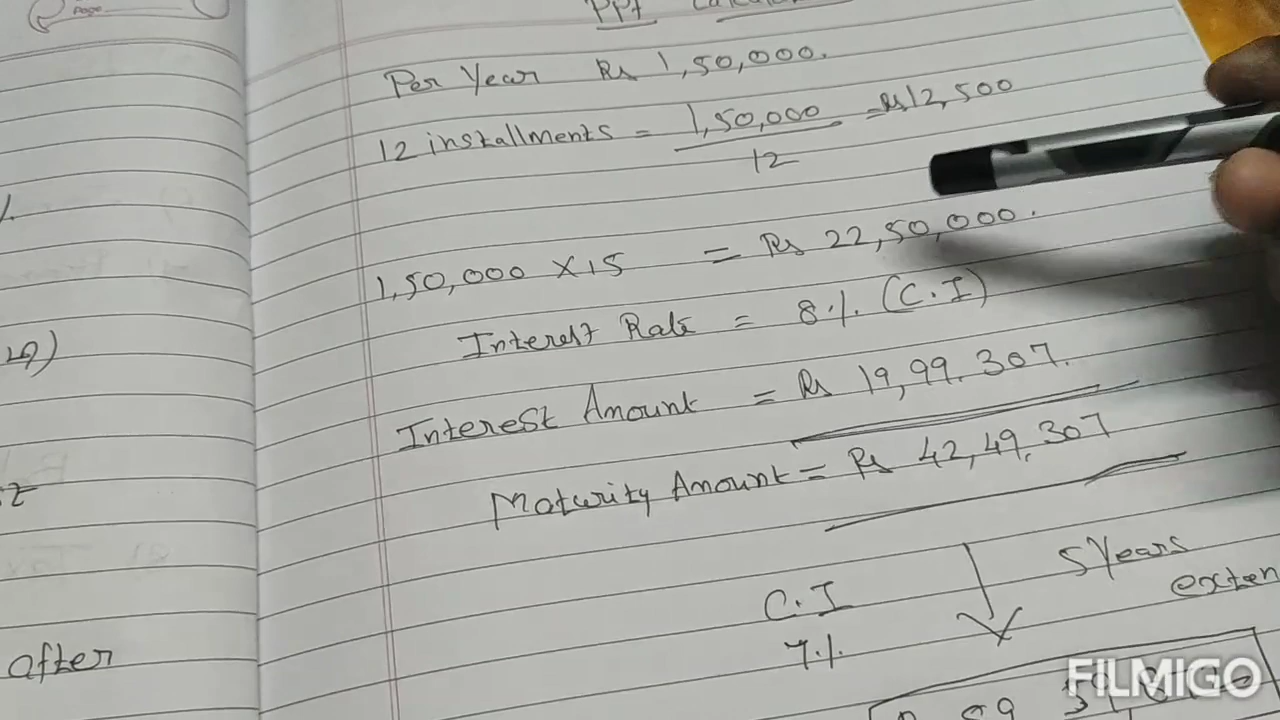 Page
PPF
Per Year Rs 1,50,000.
12 installments = 1,50,000 = Rs 12,500
12
1,50,000 × 15 = Rs 22,50,000.
Interest Rate = 8% (C.I)
Interest Amount = Rs 19,99,307.
Maturity Amount = Rs 42,49,307
5 Years
C.I
7%
after
FILMIGO